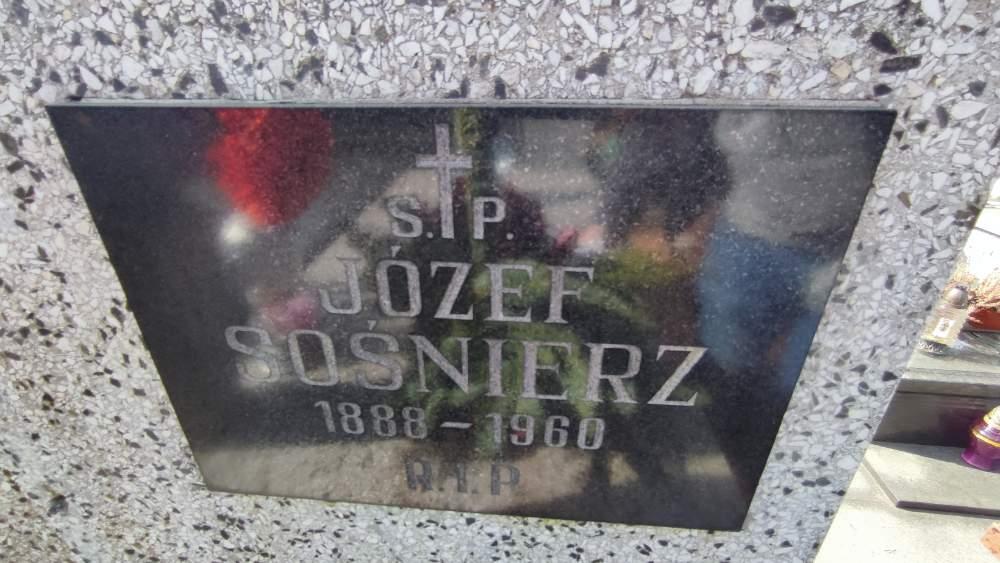 S.P.
JÓZEF
SOŚNIERZ
1888-1960
R.I.P